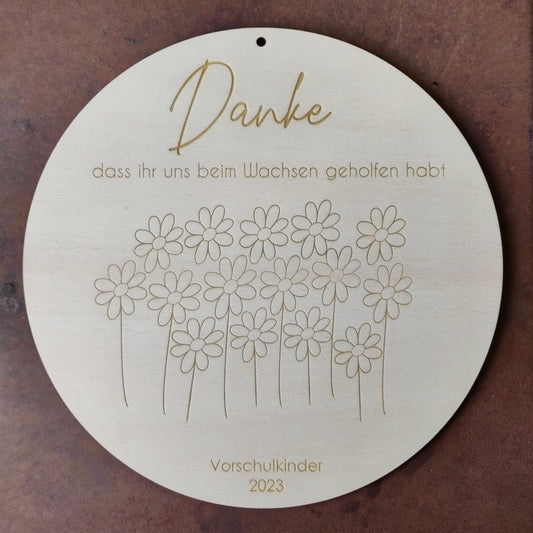 Danke
dass ihr uns beim Wachsen geholfen habt
Vorschulkinder
2023